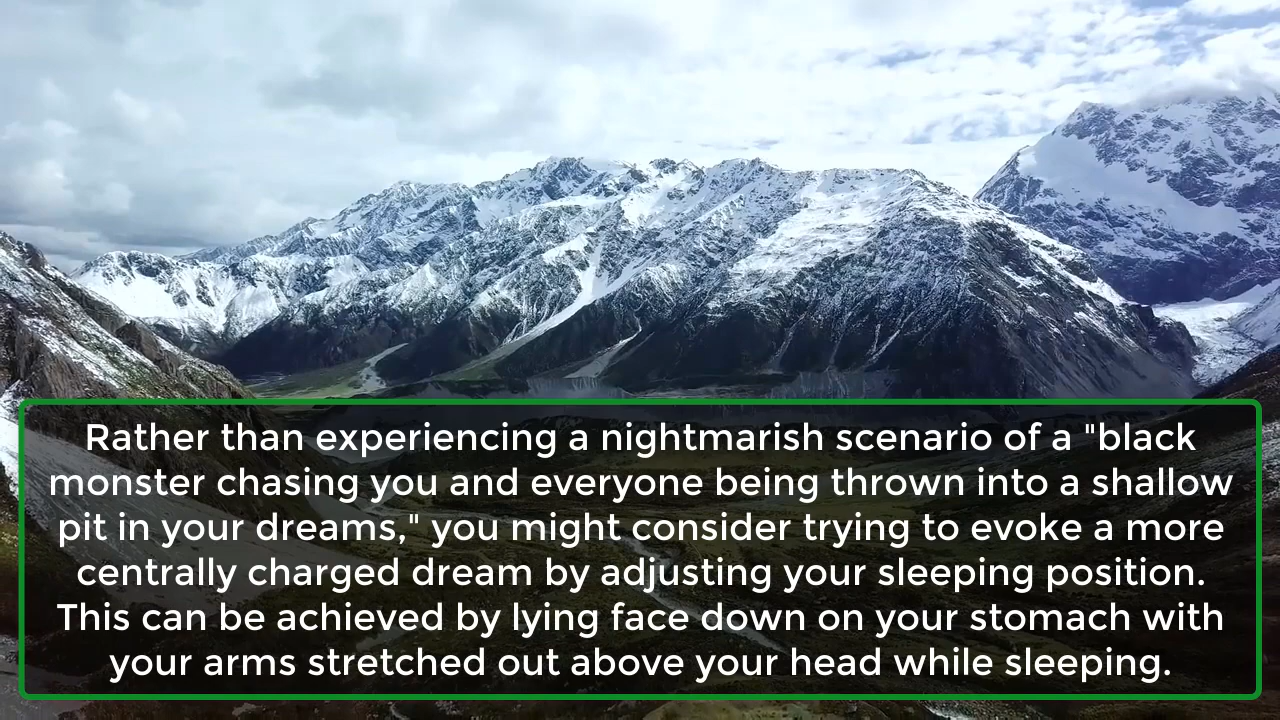 Rather than experiencing a nightmarish scenario of a "black
monster chasing you and everyone being thrown into a shallow
pit in your dreams," you might consider trying to evoke a more
centrally charged dream by adjusting your sleeping position.
This can be achieved by lying face down on your stomach with
your arms stretched out above your head while sleeping.